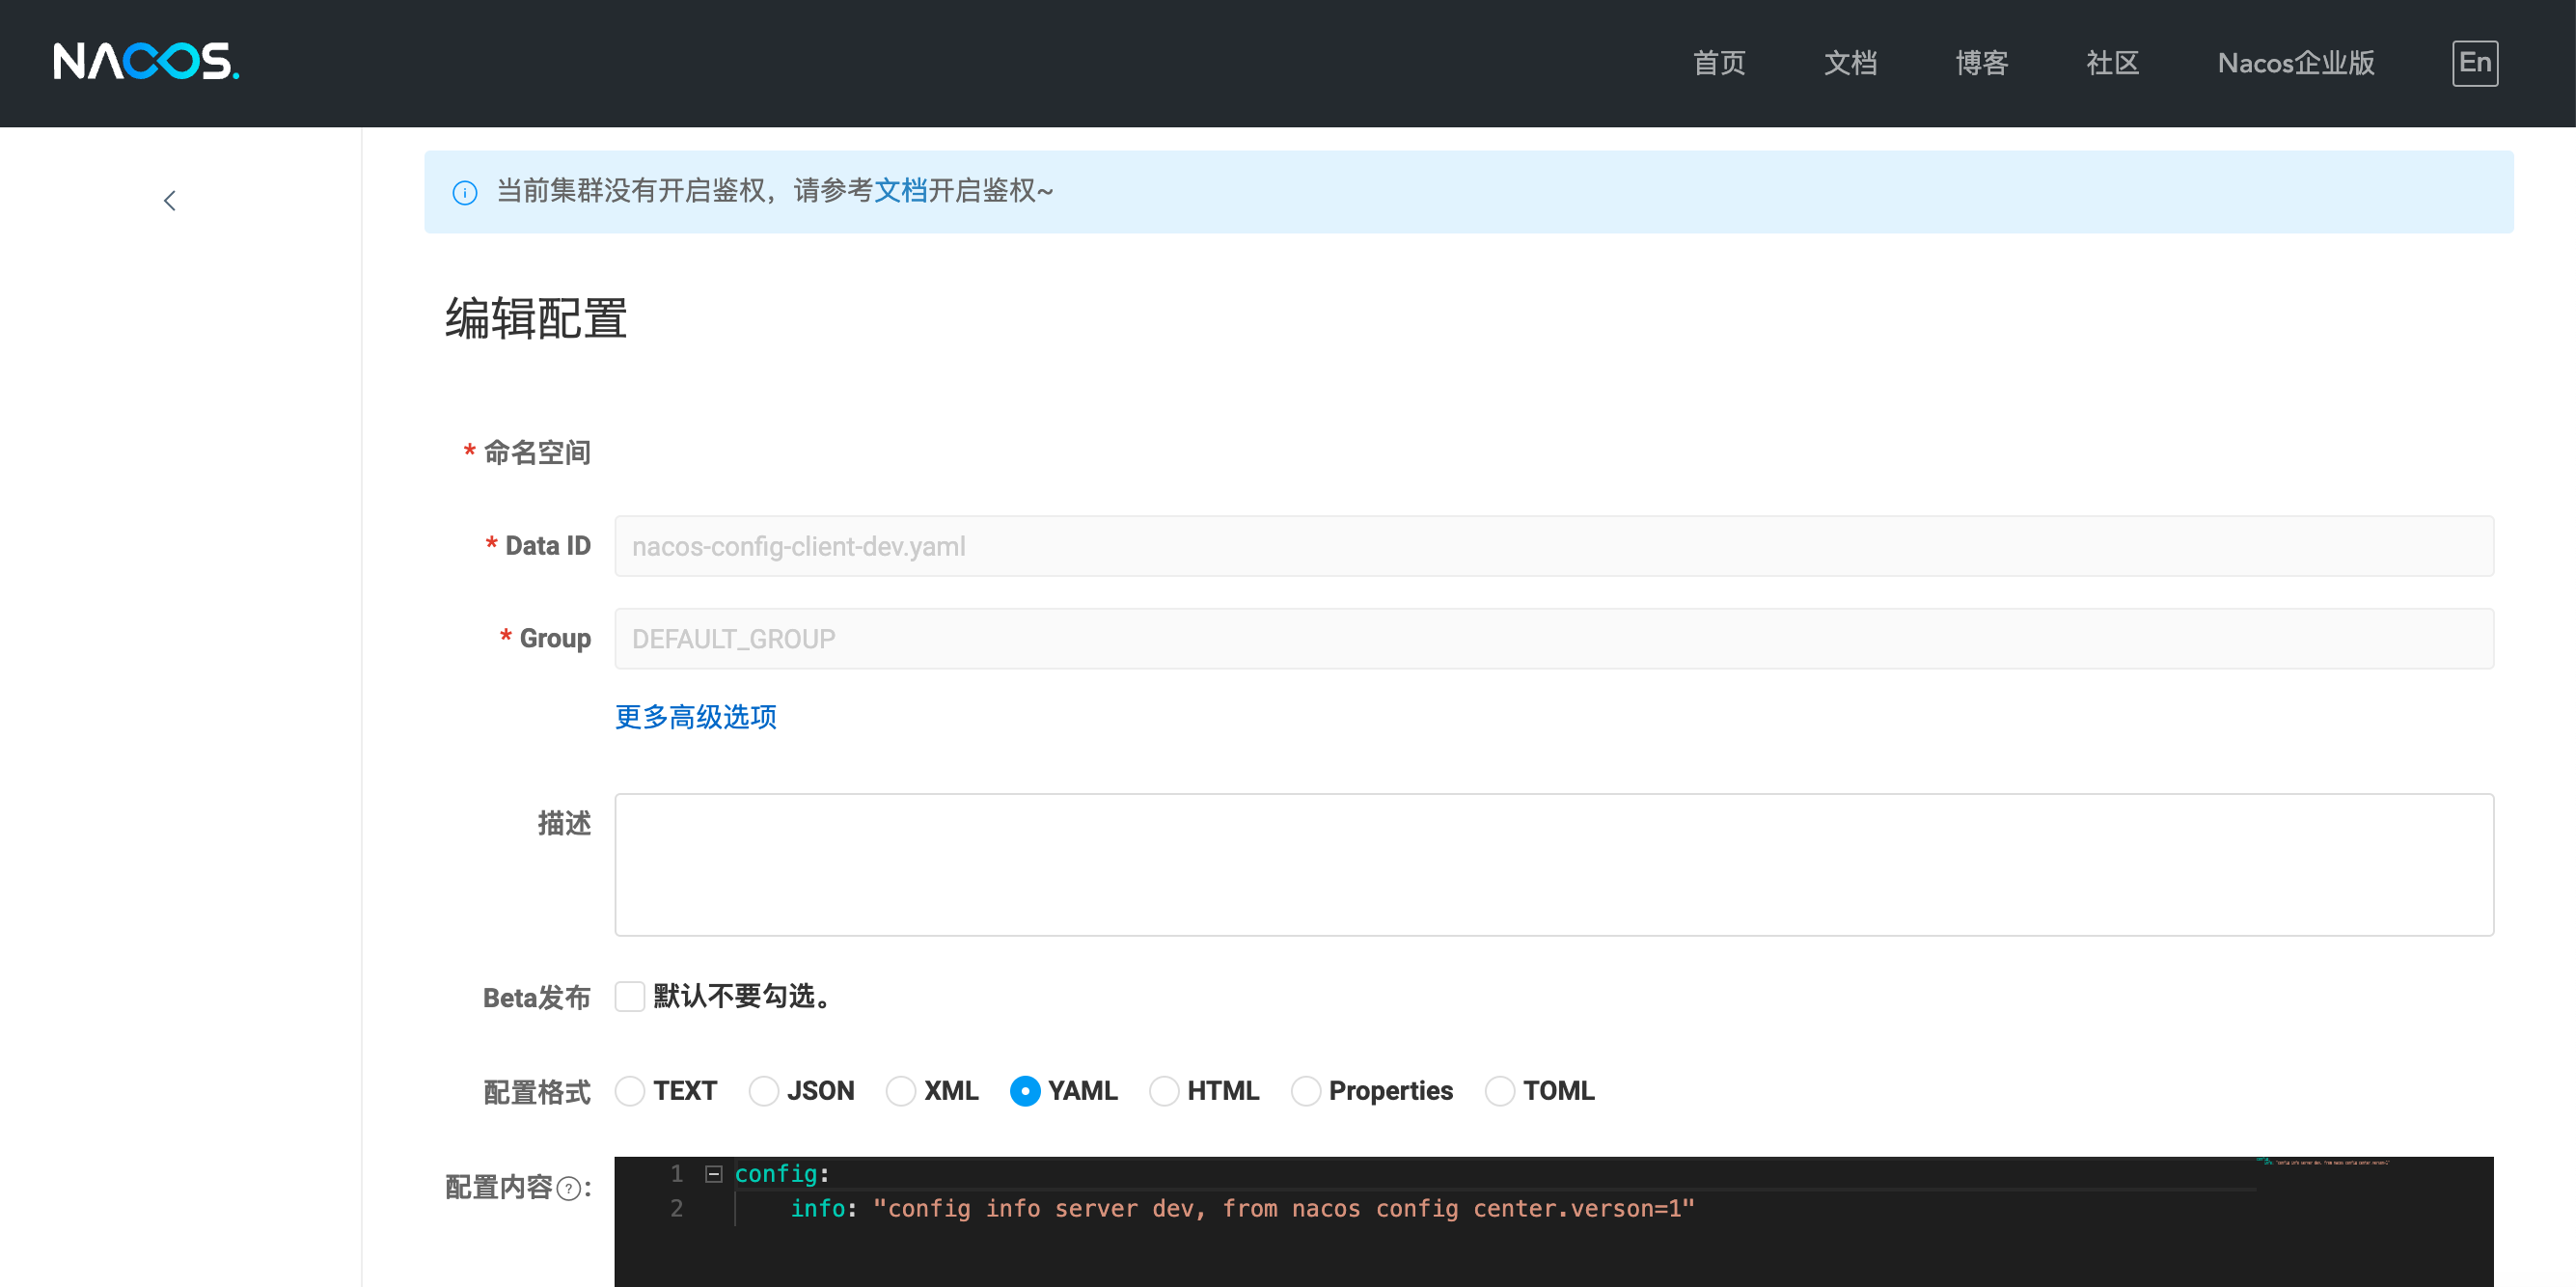 NACOS.
首页 文档 博客 社区 Nacos企业版 En
当前集群没有开启鉴权，请参考文档开启鉴权~
编辑配置
* 命名空间
* Data ID nacos-config-client-dev.yaml
* Group DEFAULT_GROUP
更多高级选项
描述
Beta发布 默认不要勾选。
配置格式 TEXT JSON XML YAML HTML Properties TOML
配置内容?:
1 config:
2 info: "config info server dev, from nacos config center.verson=1"